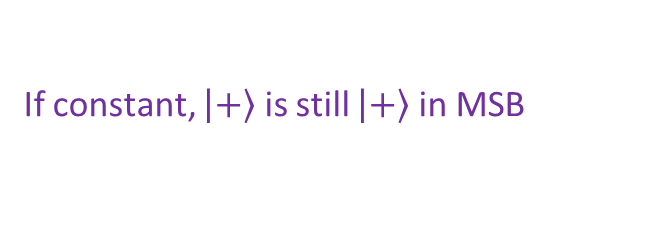 If constant, |+⟩ is still |+⟩ in MSB